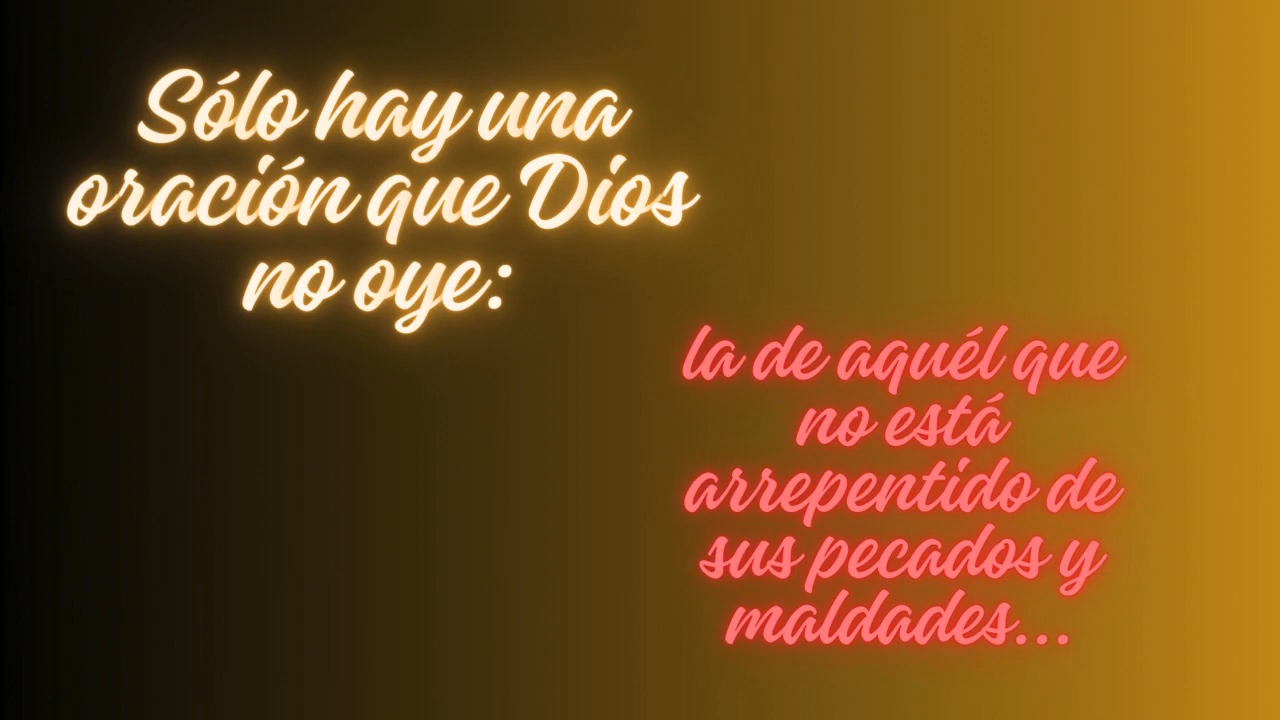 Sólo hay una
oración que Dios
no oye:
la de aquél que
no está
arrepentido de
sus pecados y
maldades...